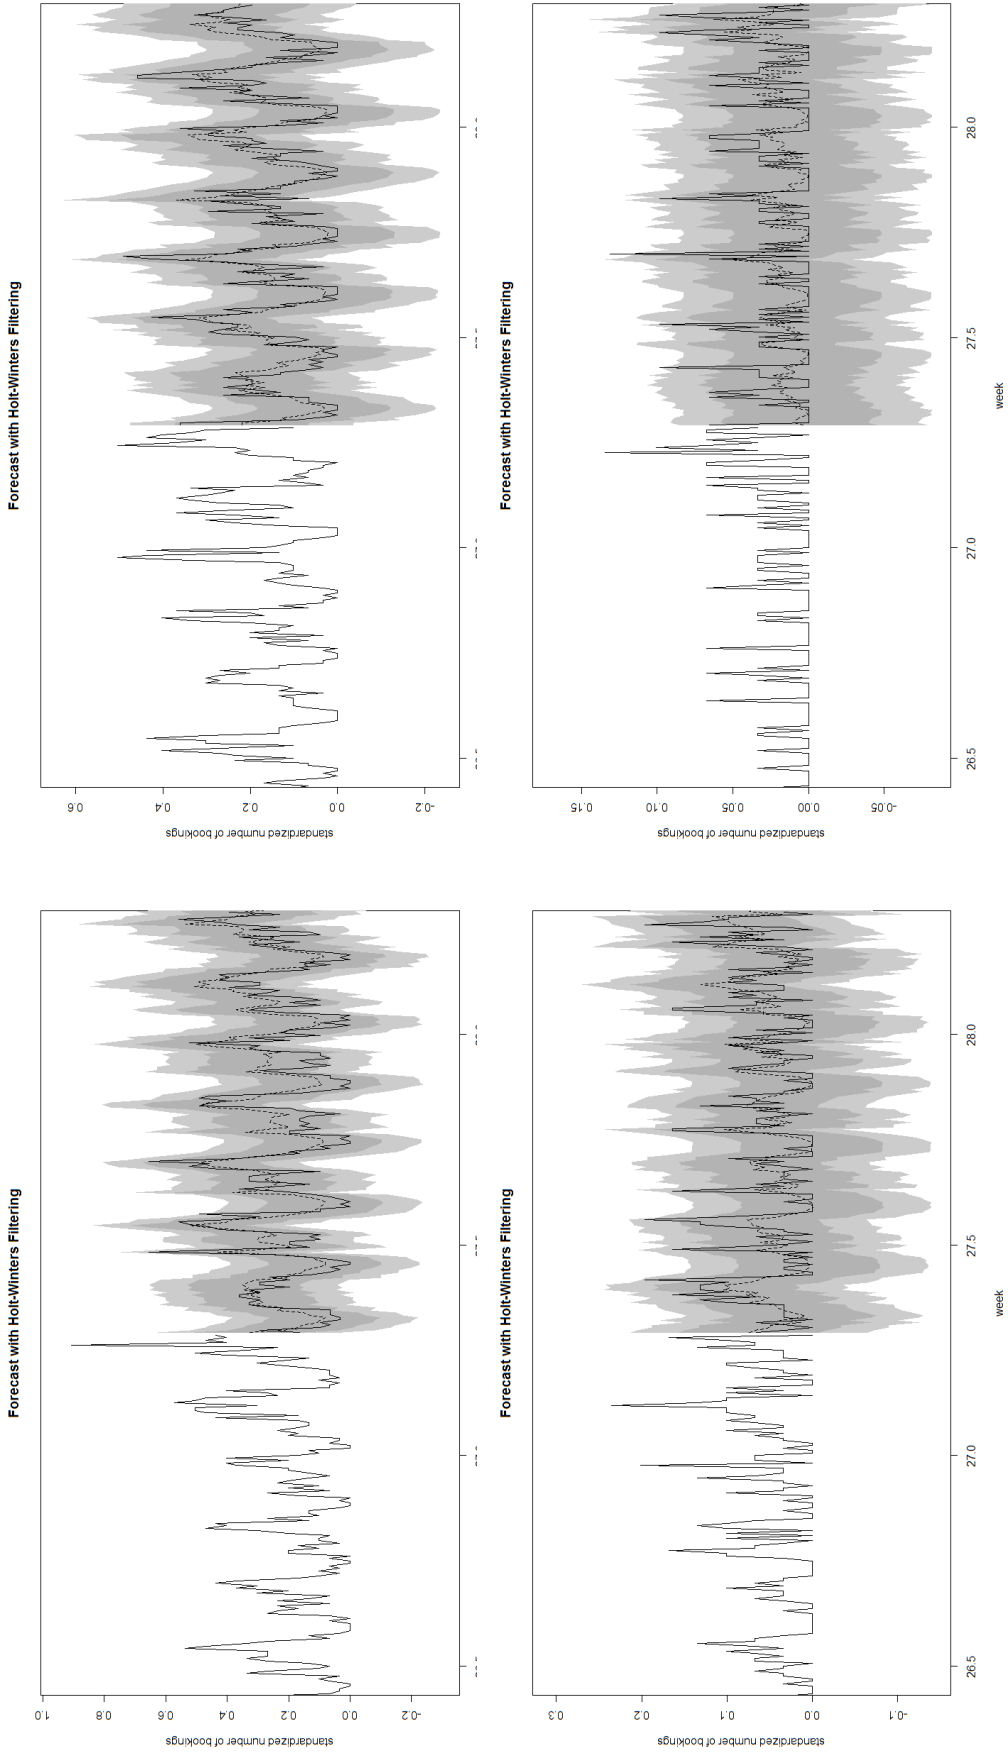 Forecast with Holt-Winters Filtering
standardized number of bookings
1.0
0.8
0.6
0.4
0.2
0.0
-0.2
Forecast with Holt-Winters Filtering
standardized number of bookings
0.6
0.4
0.2
0.0
-0.2
Forecast with Holt-Winters Filtering
standardized number of bookings
0.3
0.2
0.1
0.0
-0.1
26.5 27.0 27.5 28.0
week
Forecast with Holt-Winters Filtering
standardized number of bookings
0.15
0.10
0.05
0.00
-0.05
26.5 27.0 27.5 28.0
week